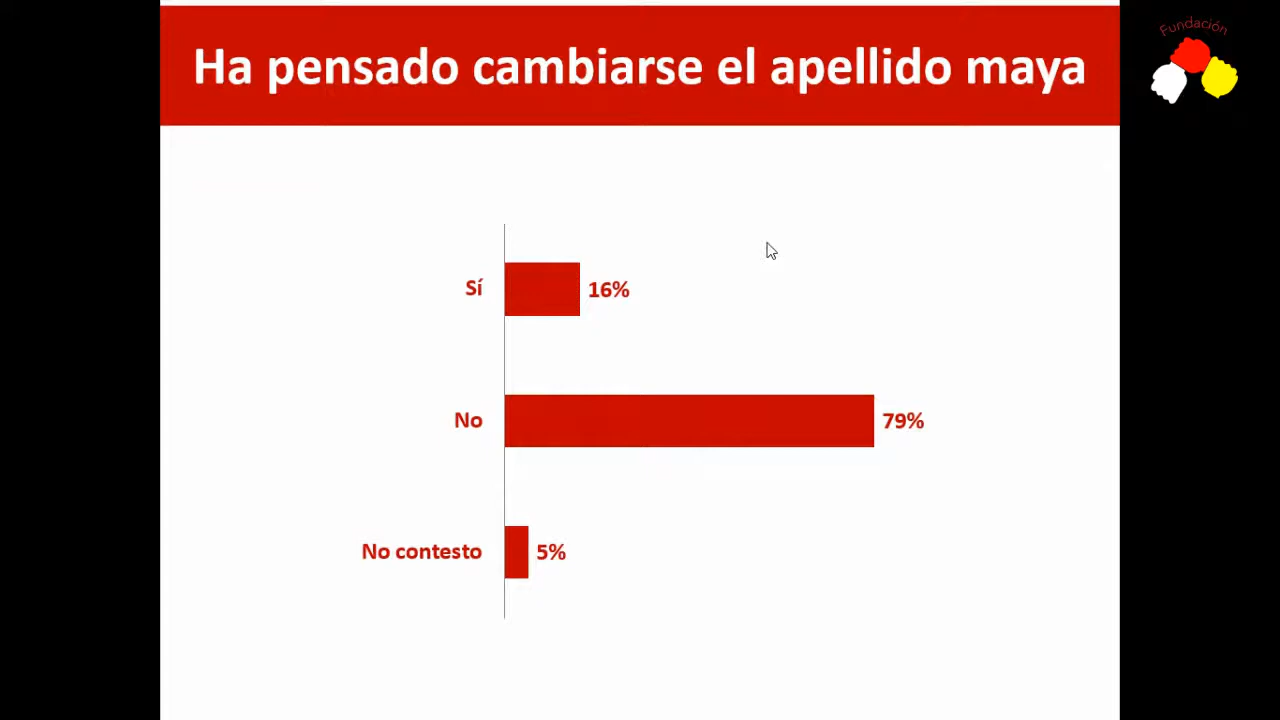 Ha pensado cambiarse el apellido maya
Fundación
Sí 16%
No 79%
No contesto 5%